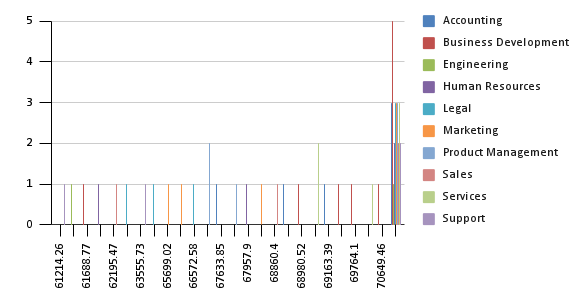 5
4
3
2
1
0
61214.26
61688.77
62195.47
63555.73
65699.02
66572.58
67633.85
67957.9
68860.4
68980.52
69163.39
69764.1
70649.46
Accounting
Business Development
Engineering
Human Resources
Legal
Marketing
Product Management
Sales
Services
Support